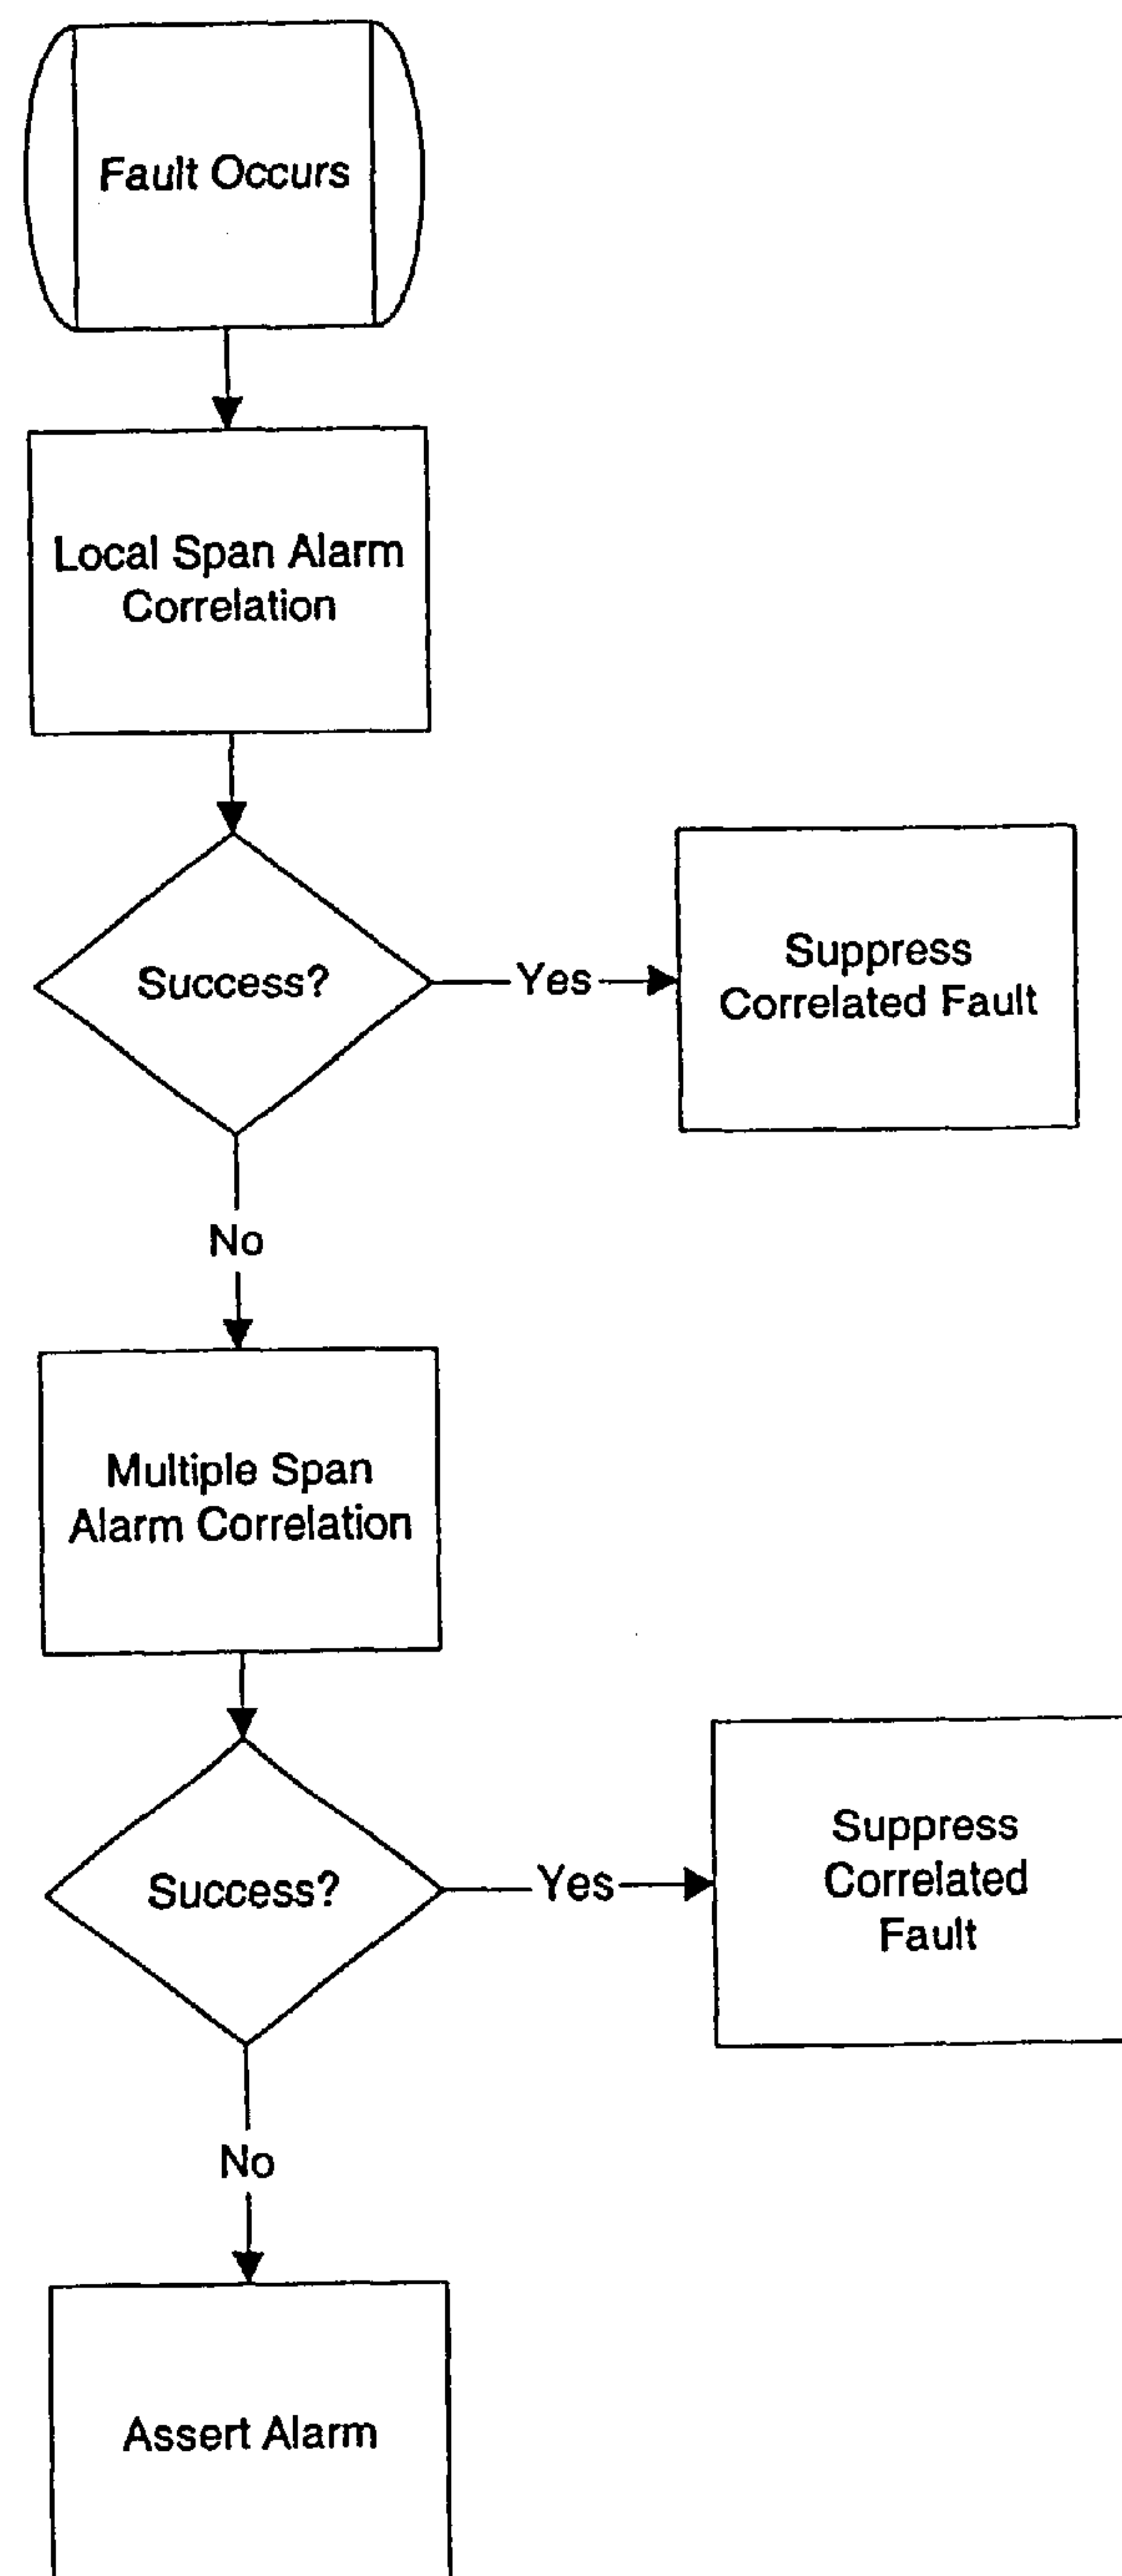 Fault Occurs
Local Span Alarm
Correlation
Success?
Yes
Suppress
Correlated Fault
No
Multiple Span
Alarm Correlation
Success?
Yes
Suppress
Correlated
Fault
No
Assert Alarm